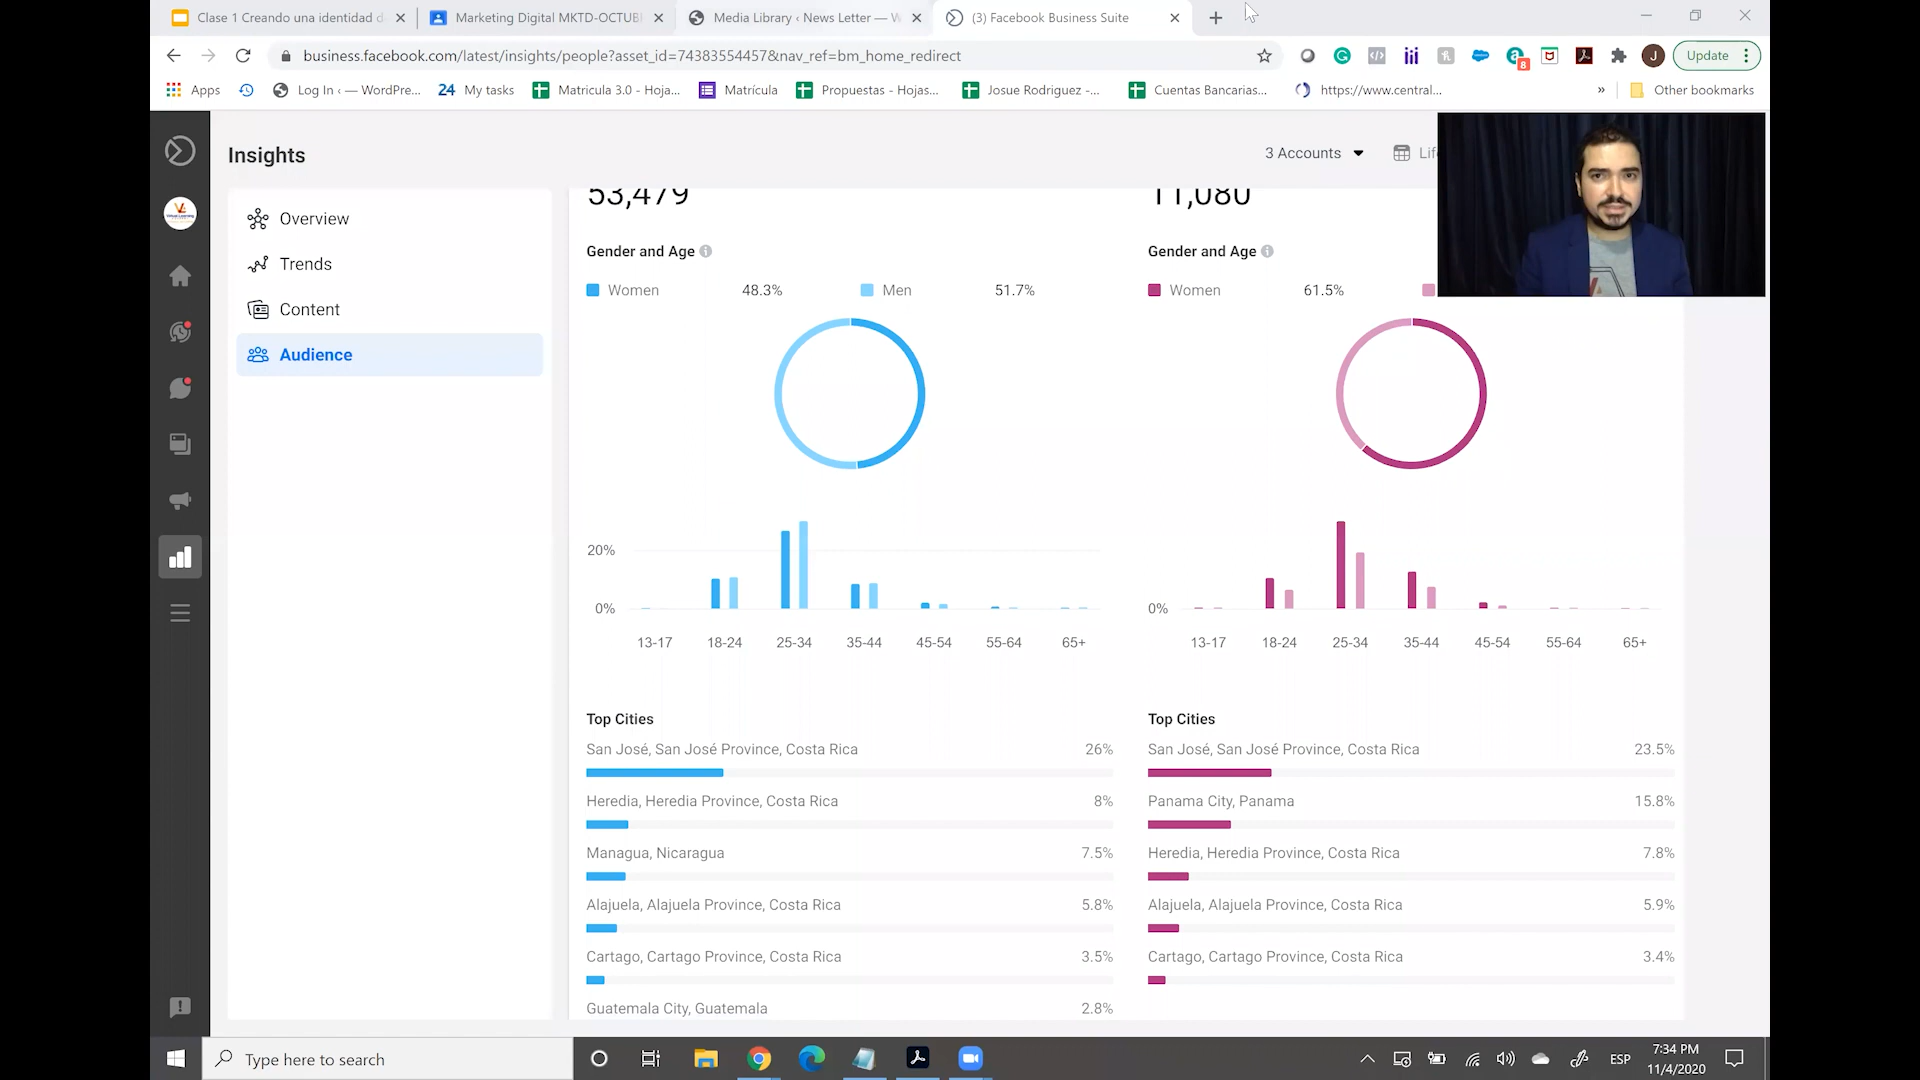 Clase 1 Creando una identidad d
Marketing Digital MKTD-OCTUB
Media Library ‹ News Letter — W
(3) Facebook Business Suite
business.facebook.com/latest/insights/people?asset_id=74383554457&nav_ref=bm_home_redirect
8
J
Update
Apps
Log In ‹ — WordPre...
24 My tasks
Matricula 3.0 - Hoja...
Matrícula
Propuestas - Hojas...
Josue Rodriguez -...
Cuentas Bancarias...
https://www.central...
»
Other bookmarks
Insights
3 Accounts
Life
Overview
Trends
Content
Audience
53,479
Gender and Age
Women 48.3% Men 51.7%
20%
0%
13-17 18-24 25-34 35-44 45-54 55-64 65+
Top Cities
San José, San José Province, Costa Rica 26%
Heredia, Heredia Province, Costa Rica 8%
Managua, Nicaragua 7.5%
Alajuela, Alajuela Province, Costa Rica 5.8%
Cartago, Cartago Province, Costa Rica 3.5%
Guatemala City, Guatemala 2.8%
11,080
Gender and Age
Women 61.5%
0%
13-17 18-24 25-34 35-44 45-54 55-64 65+
Top Cities
San José, San José Province, Costa Rica 23.5%
Panama City, Panama 15.8%
Heredia, Heredia Province, Costa Rica 7.8%
Alajuela, Alajuela Province, Costa Rica 5.9%
Cartago, Cartago Province, Costa Rica 3.4%
Type here to search
ESP
7:34 PM
11/4/2020